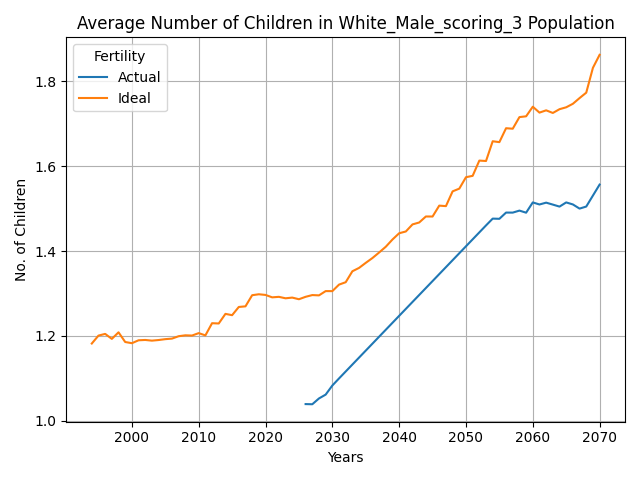 Average Number of Children in White_Male_scoring_3 Population
Fertility
Actual
Ideal
No. of Children
1.8
1.6
1.4
1.2
1.0
2000 2010 2020 2030 2040 2050 2060 2070
Years